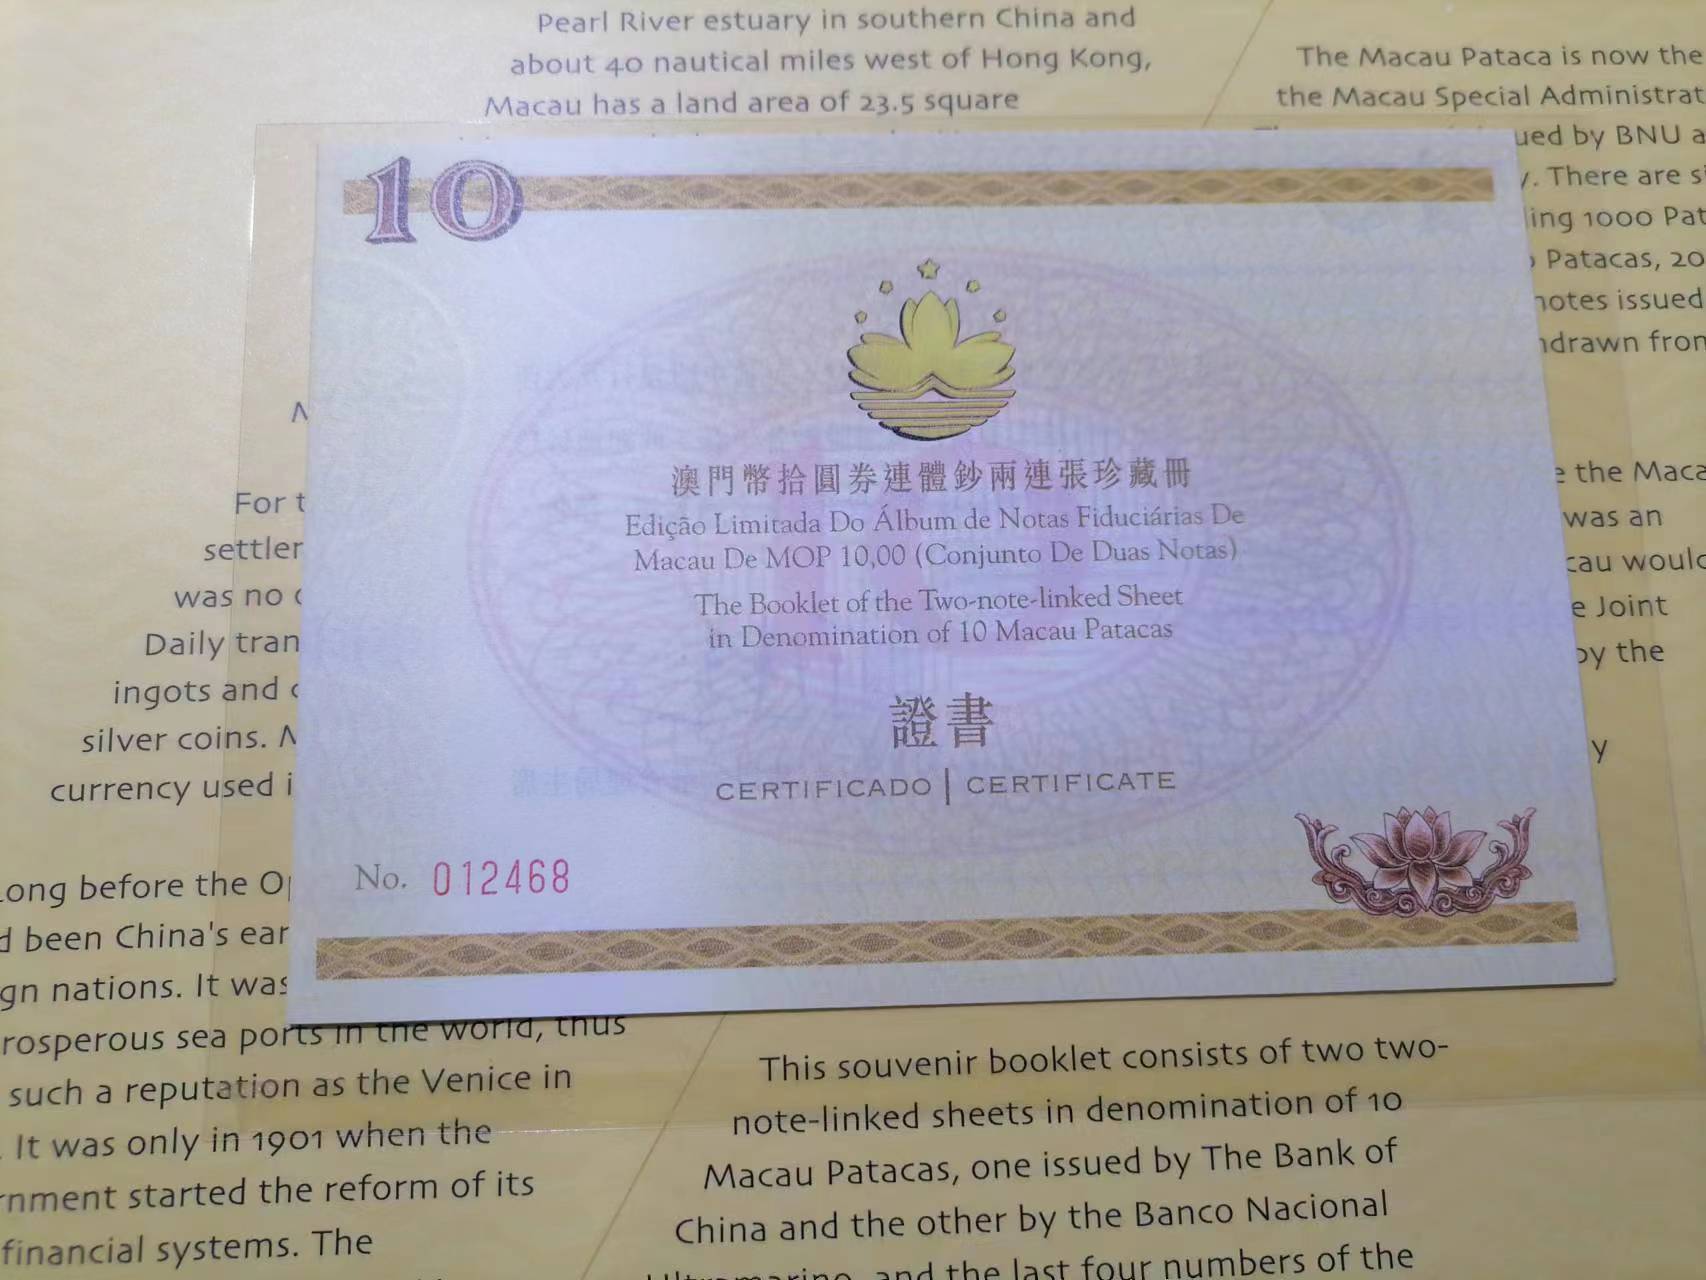 Pearl River estuary in southern China and
about 40 nautical miles west of Hong Kong,
Macau has a land area of 23.5 square
The Macau Pataca is now the
the Macau Special Administrat
ued by BNU a
y. There are s
ling 1000 Pat
Patacas, 20
notes issued
ndrawn from
10
澳門幣拾圓券連體鈔兩連張珍藏冊
Edição Limitada Do Álbum de Notas Fiduciárias De
Macau De MOP 10,00 (Conjunto De Duas Notas)
The Booklet of the Two-note-linked Sheet
in Denomination of 10 Macau Patacas
證書
CERTIFICADO | CERTIFICATE
No. 012468
For t
settler
was no c
Daily tran
ingots and c
silver coins. M
currency used i
Long before the Op
d been China's ear
gn nations. It was
rosperous sea ports in the world, thus
such a reputation as the Venice in
. It was only in 1901 when the
rnment started the reform of its
financial systems. The
e the Maca
was an
cau would
e Joint
by the
y
This souvenir booklet consists of two two-
note-linked sheets in denomination of 10
Macau Patacas, one issued by The Bank of
China and the other by the Banco Nacional
Ultramarino, and the last four numbers of the